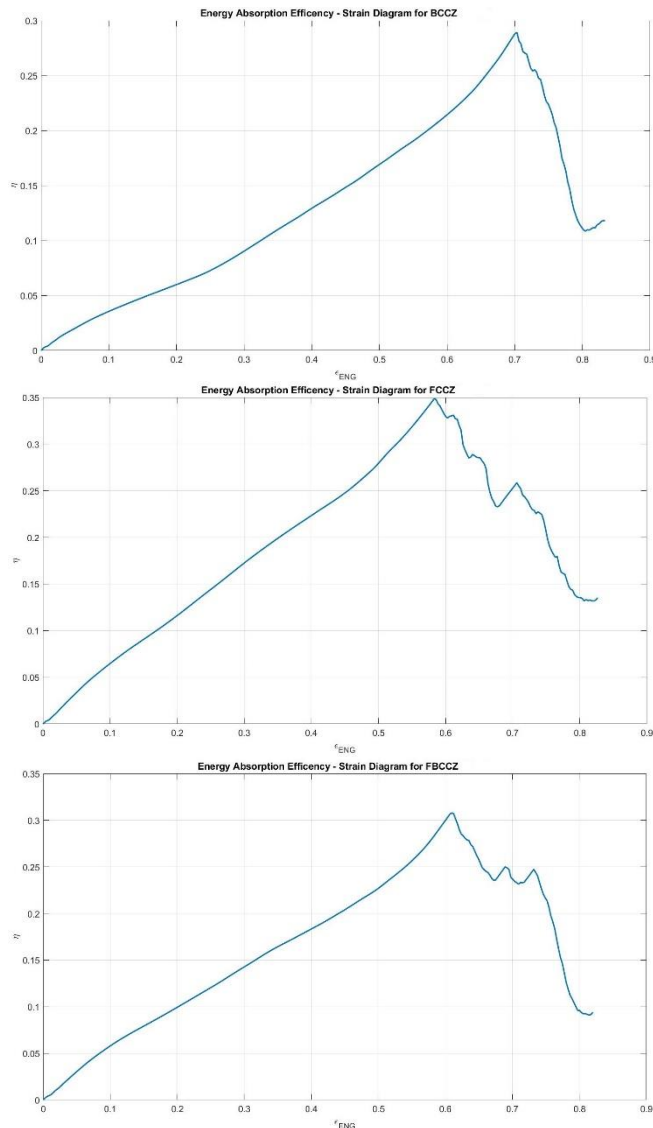 Energy Absorption Efficency - Strain Diagram for BCCZ
0.3
0.25
0.2
0.15
0.1
0.05
0
η
0 0.1 0.2 0.3 0.4 0.5 0.6 0.7 0.8 0.9
ϵENG
Energy Absorption Efficency - Strain Diagram for FCCZ
0.35
0.3
0.25
0.2
0.15
0.1
0.05
0
η
0 0.1 0.2 0.3 0.4 0.5 0.6 0.7 0.8 0.9
ϵENG
Energy Absorption Efficency - Strain Diagram for FBCCZ
0.35
0.3
0.25
0.2
0.15
0.1
0.05
0
η
0 0.1 0.2 0.3 0.4 0.5 0.6 0.7 0.8 0.9
ϵENG